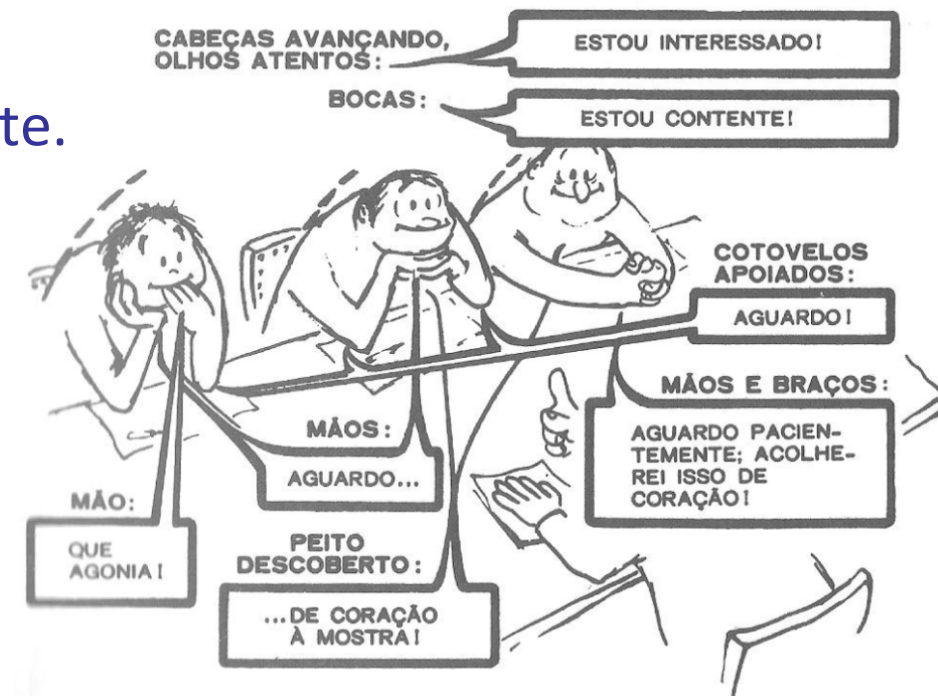 CABEÇAS AVANÇANDO,
OLHOS ATENTOS:
ESTOU INTERESSADO!
te.
BOCAS:
ESTOU CONTENTE!
COTOVELOS
APOIADOS:
AGUARDO!
MÃOS E BRAÇOS:
AGUARDO PACIEN-
TEMENTE; ACOLHE-
REI ISSO DE
CORAÇÃO!
MÃOS:
AGUARDO...
MÃO:
QUE
AGONIA!
PEITO
DESCOBERTO:
...DE CORAÇÃO
À MOSTRA!